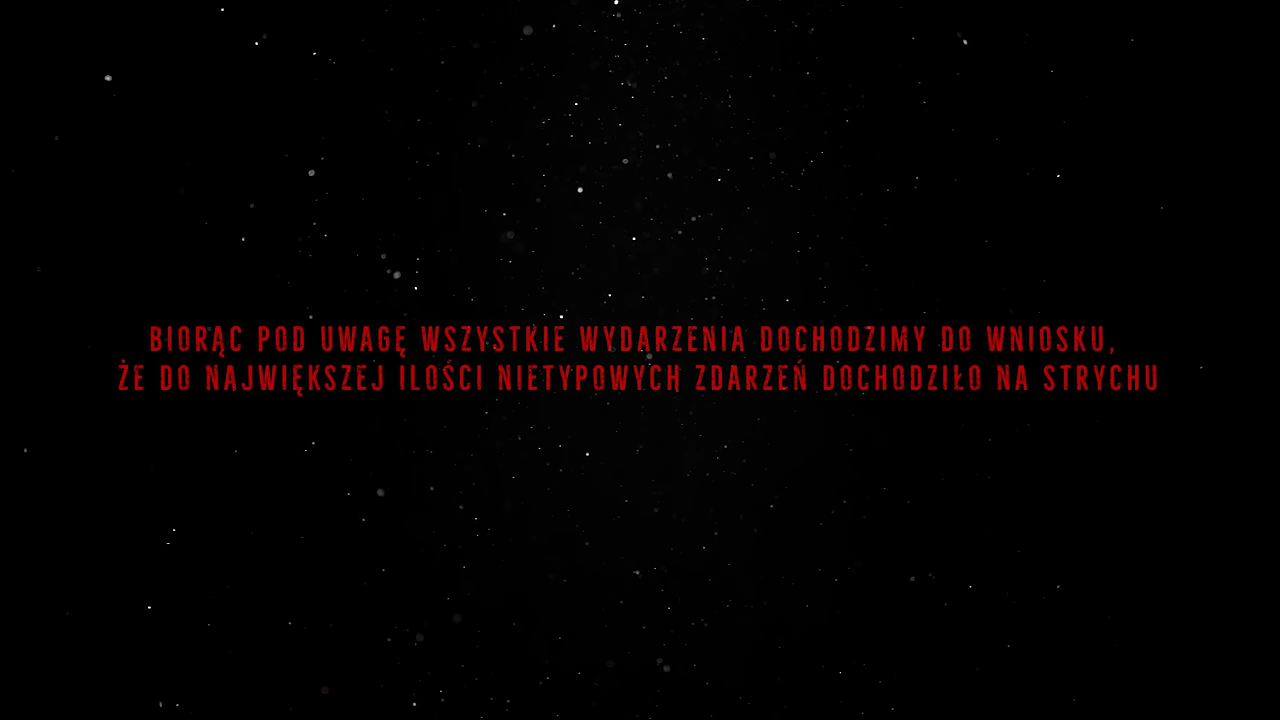 BIORĄC POD UWAGĘ WSZYSTKIE WYDARZENIA DOCHODZIMY DO WNIOSKU,
ŻE DO NAJWIĘKSZEJ ILOŚCI NIETYPOWYCH ZDARZEŃ DOCHODZIŁO NA STRYCHU